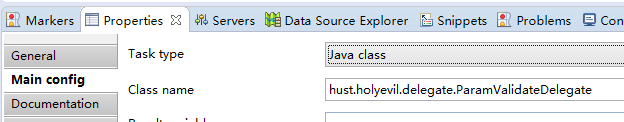 Markers Properties Servers Data Source Explorer Snippets Problems Con
General
Task type
Java class
Main config
Class name
hust.holyevil.delegate.ParamValidateDelegate
Documentation